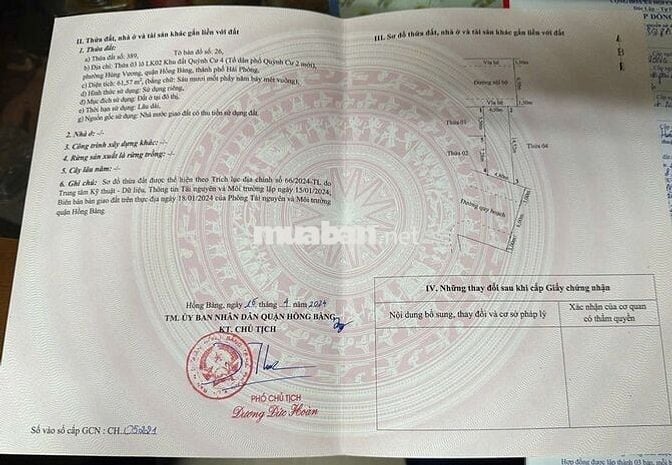 II. Thửa đất, nhà ở và tài sản khác gắn liền với đất
1. Thửa đất:
a) Thửa đất số: 389, Tờ bản đồ số: 26,
b) Địa chỉ: Thửa 03 lô LK02 Khu đất Quỳnh Cư 4 (Tổ dân phố Quỳnh Cư 2 mới),
phường Hùng Vương, quận Hồng Bàng, thành phố Hải Phòng,
c) Diện tích: 61,57 m², (bằng chữ: Sáu mươi mốt phẩy năm bảy mét vuông),
d) Hình thức sử dụng: Sử dụng riêng,
đ) Mục đích sử dụng: Đất ở tại đô thị,
e) Thời hạn sử dụng: Lâu dài,
g) Nguồn gốc sử dụng: Nhà nước giao đất có thu tiền sử dụng đất.
2. Nhà ở: -/-
3. Công trình xây dựng khác: -/-
4. Rừng sản xuất là rừng trồng: -/-
5. Cây lâu năm: -/-
6. Ghi chú: Sơ đồ thửa đất được thể hiện theo Trích lục địa chính số 66/2024-TL do
Trung tâm Kỹ thuật - Dữ liệu, Thông tin Tài nguyên và Môi trường lập ngày 15/01/2024,
Biên bản bàn giao đất trên thực địa ngày 18/01/2024 của Phòng Tài nguyên và Môi trường
quận Hồng Bàng.
Hồng Bàng, ngày 26 tháng 4 năm 2024
TM. ỦY BAN NHÂN DÂN QUẬN HỒNG BÀNG
KT. CHỦ TỊCH
PHÓ CHỦ TỊCH
Dương Đức Hoàn
Số vào sổ cấp GCN : CH 05221
III. Sơ đồ thửa đất, nhà ở và tài sản khác gắn liền với đất
Vỉa hè
Đường nội bộ
Vỉa hè
Thửa 03
Thửa 02
Thửa 04
Đường quy hoạch
IV. Những thay đổi sau khi cấp Giấy chứng nhận
Nội dung bổ sung, thay đổi và cơ sở pháp lý
Xác nhận của cơ quan
có thẩm quyền
muaban.net